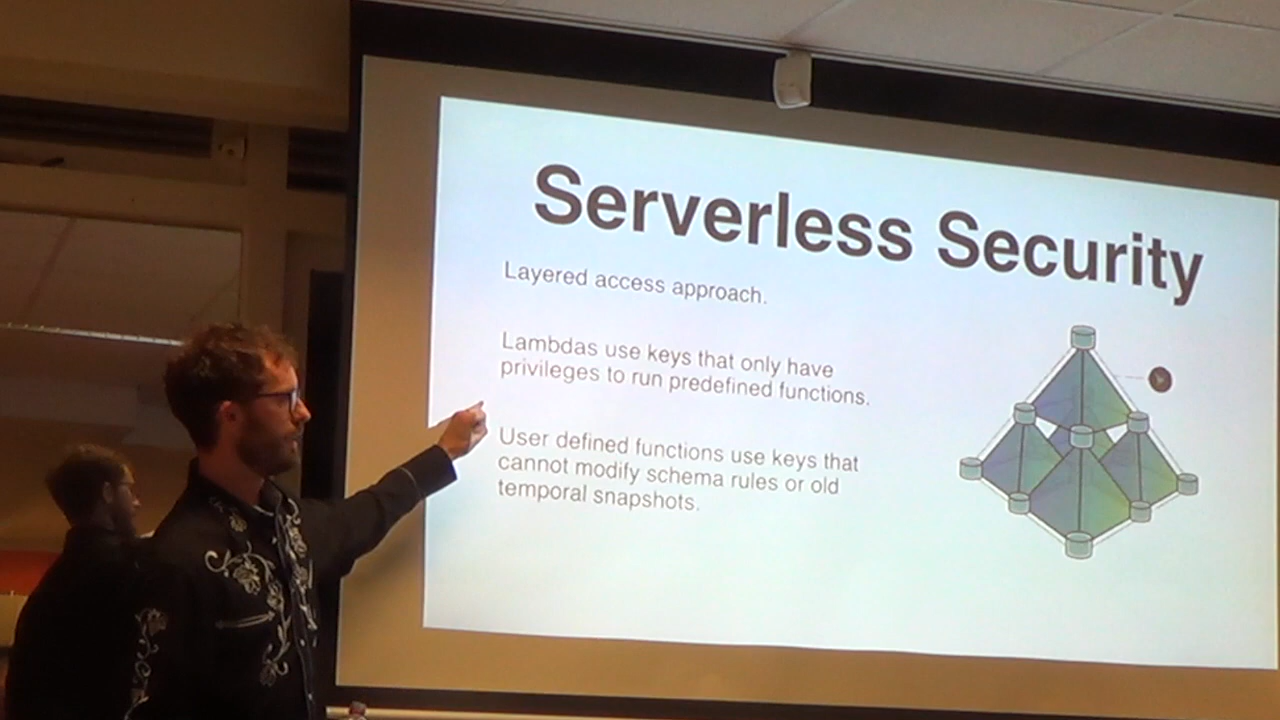 Serverless Security
Layered access approach.
Lambdas use keys that only have
privileges to run predefined functions.
User defined functions use keys that
cannot modify schema rules or old
temporal snapshots.